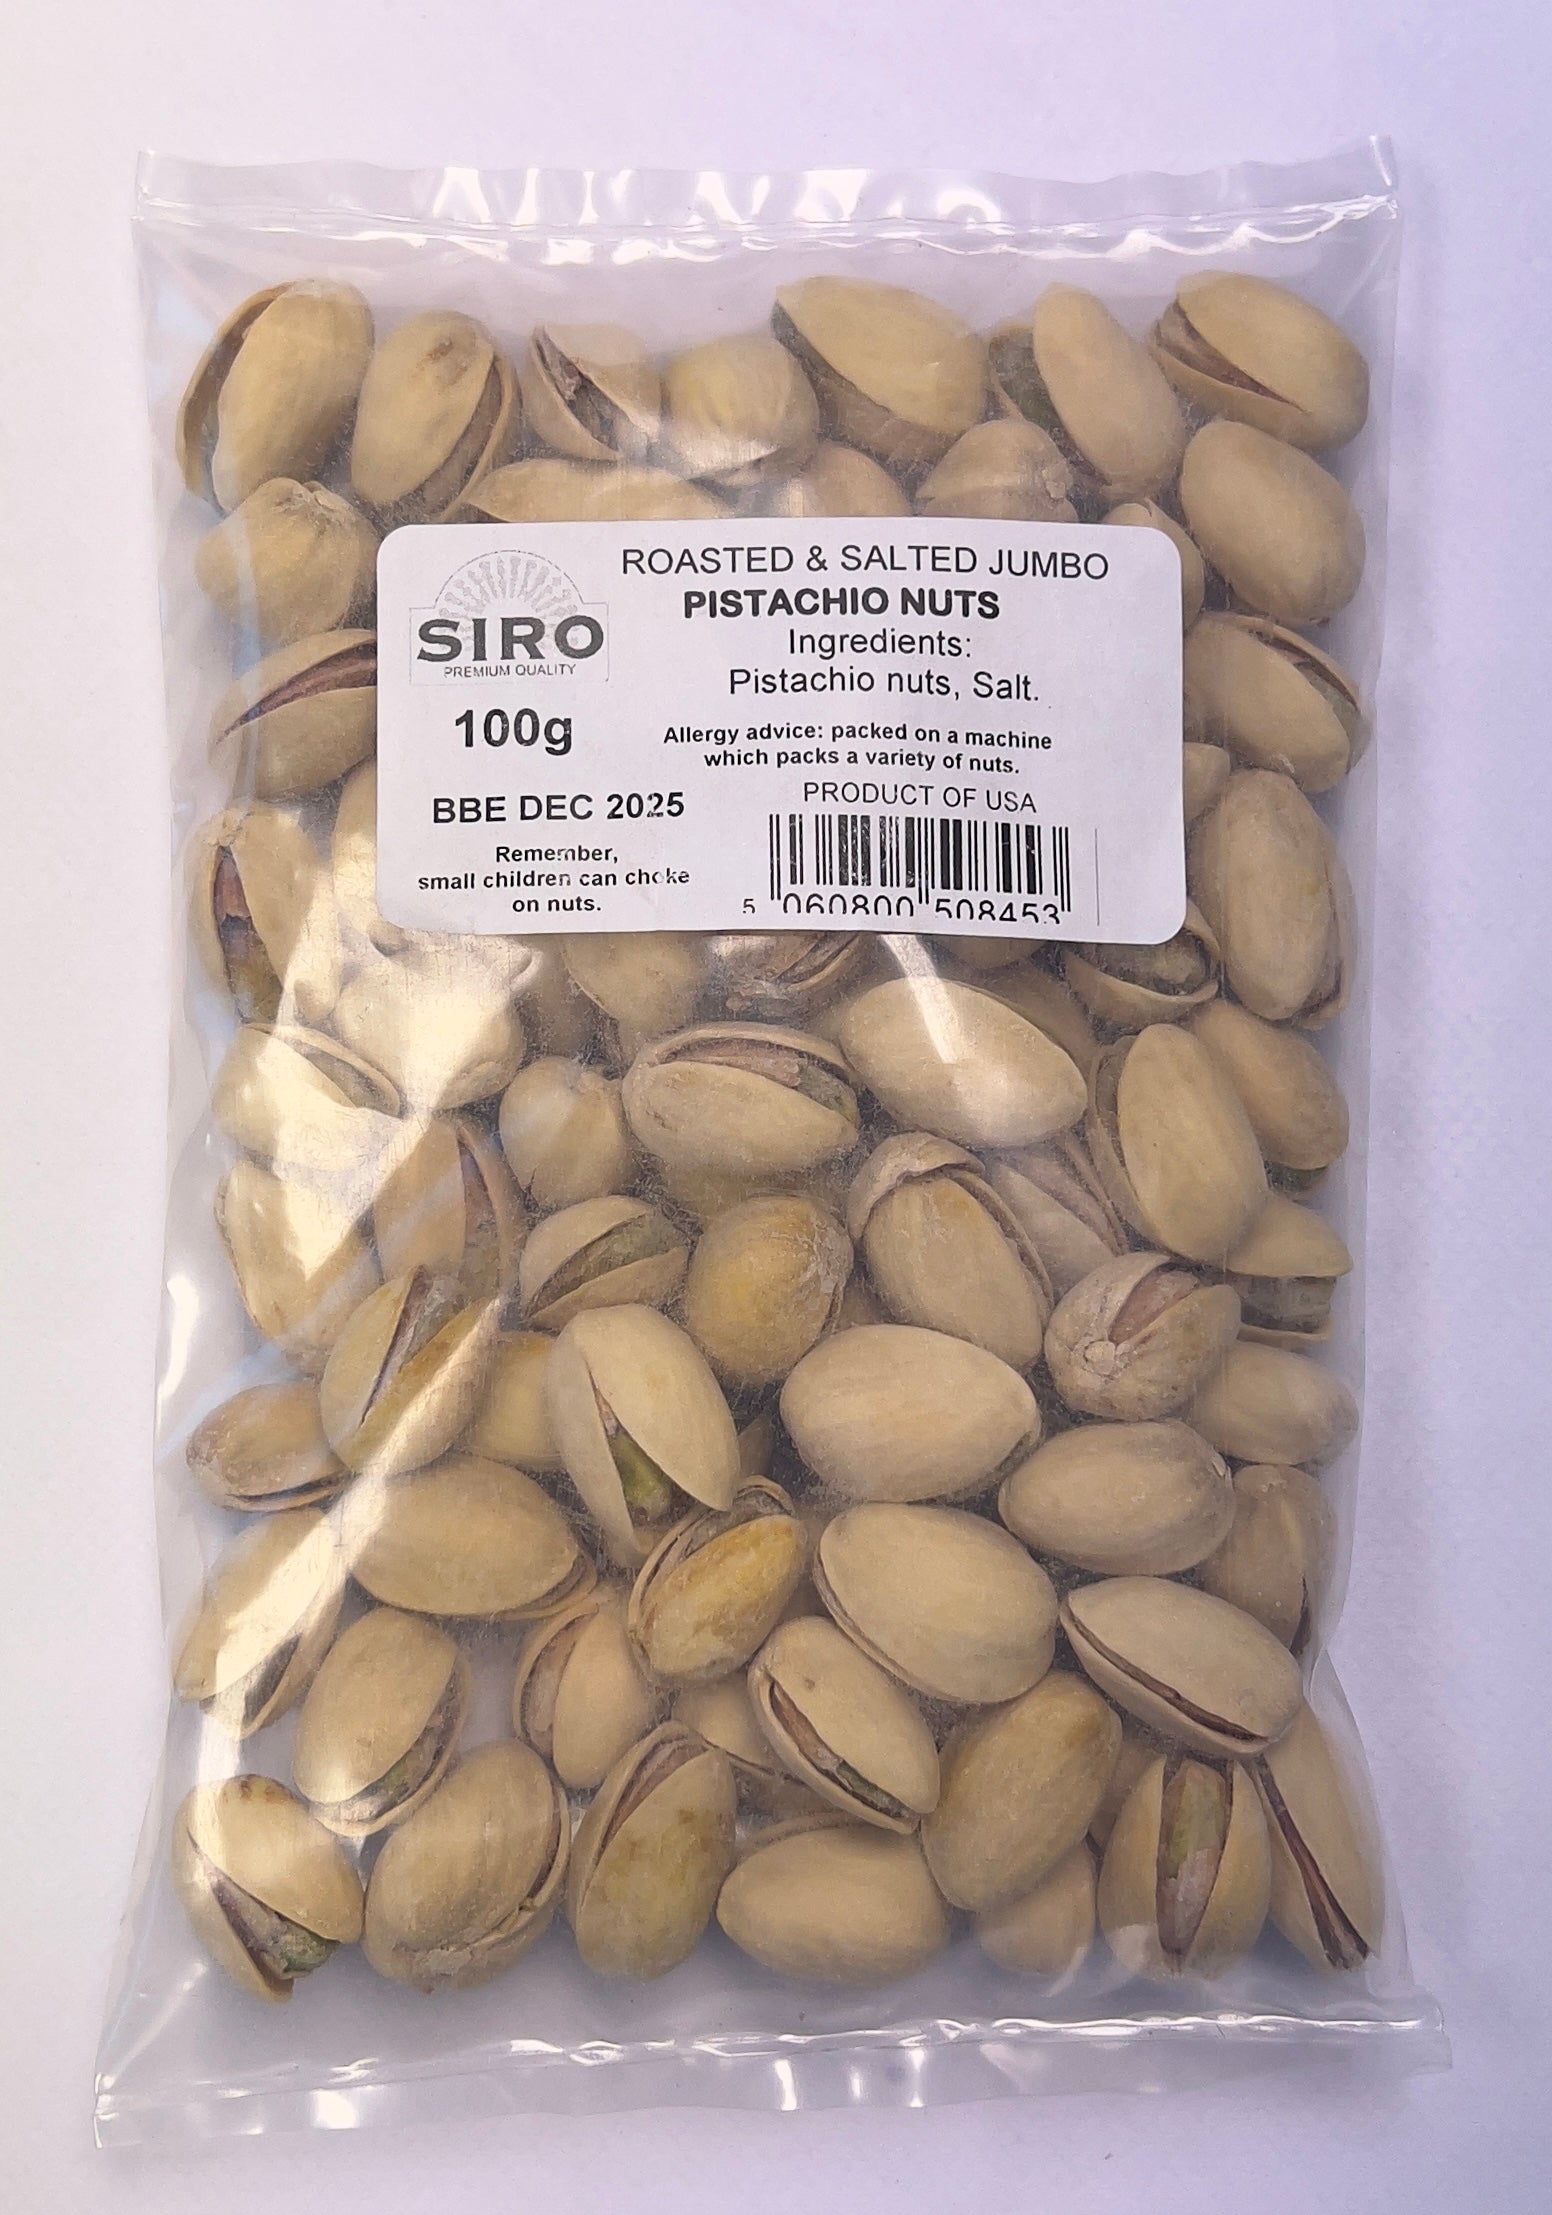 SIRO
PREMIUM QUALITY
100g
BBE DEC 2025
Remember,
small children can choke
on nuts.
ROASTED & SALTED JUMBO
PISTACHIO NUTS
Ingredients:
Pistachio nuts, Salt.
Allergy advice: packed on a machine
which packs a variety of nuts.
PRODUCT OF USA
5 060800 508453